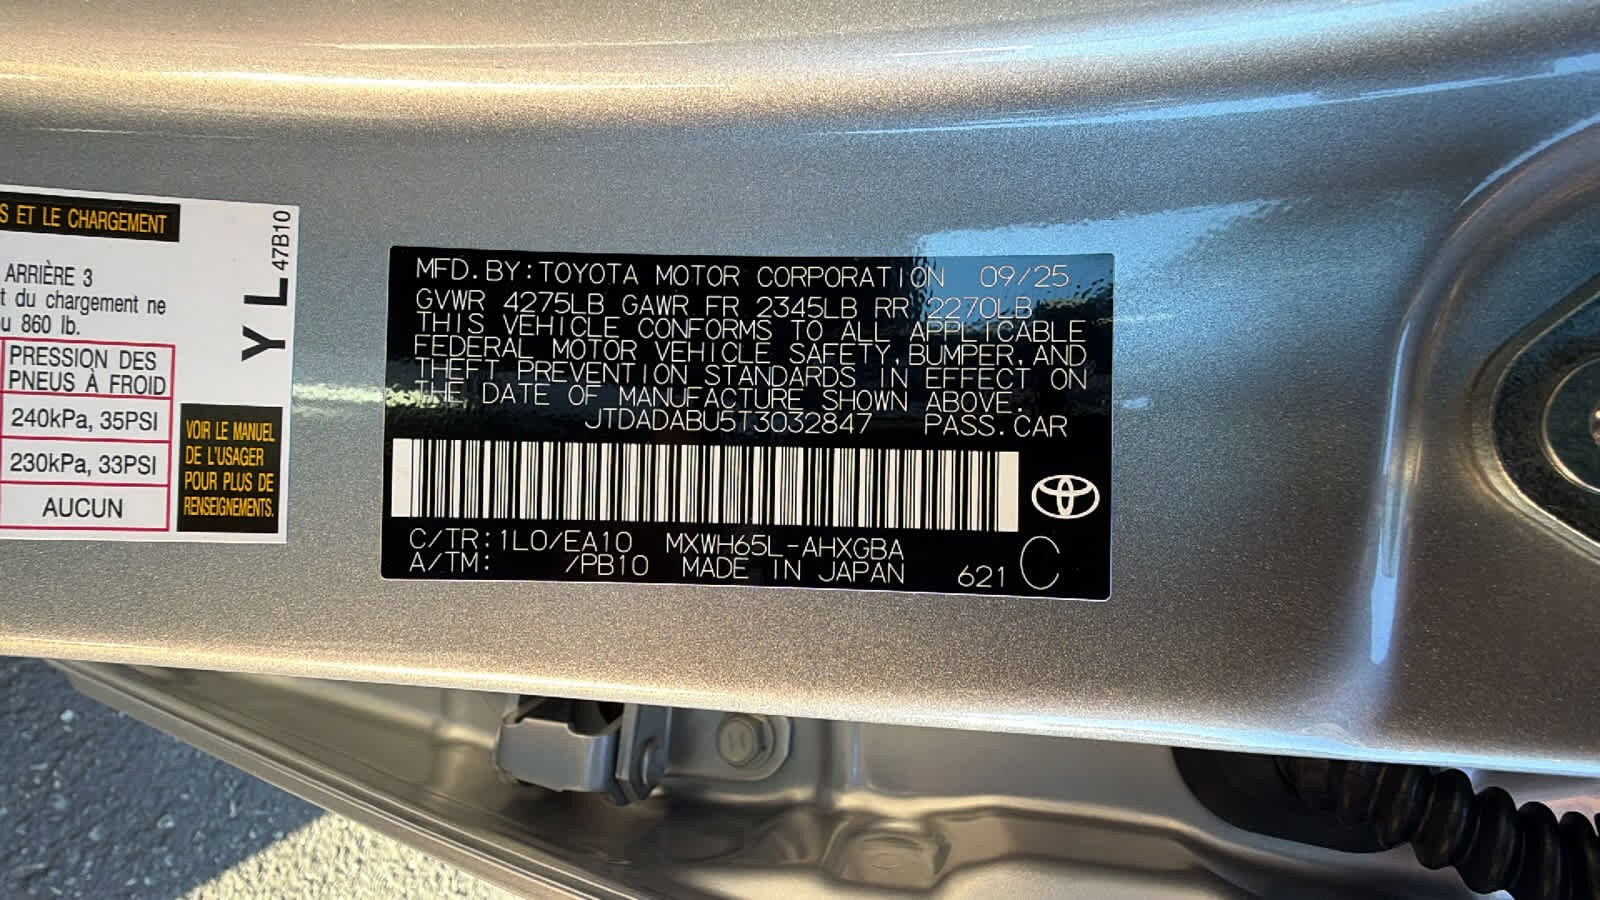 S ET LE CHARGEMENT
ARRIÈRE 3
t du chargement ne
u 860 lb.
PRESSION DES
PNEUS À FROID
240kPa, 35PSI
230kPa, 33PSI
AUCUN
VOIR LE MANUEL
DE L'USAGER
POUR PLUS DE
RENSEIGNEMENTS.
YL
47B10
MFD.BY:TOYOTA MOTOR CORPORATION 09/25
GVWR 4275LB GAWR FR 2345LB RR 2270LB
THIS VEHICLE CONFORMS TO ALL APPLICABLE
FEDERAL MOTOR VEHICLE SAFETY, BUMPER, AND
THEFT PREVENTION STANDARDS IN EFFECT ON
THE DATE OF MANUFACTURE SHOWN ABOVE.
JTDADABU5T3032847 PASS.CAR
C/TR:1L0/EA10 MXWH65L-AHXGBA
A/TM: /PB10 MADE IN JAPAN 621 C